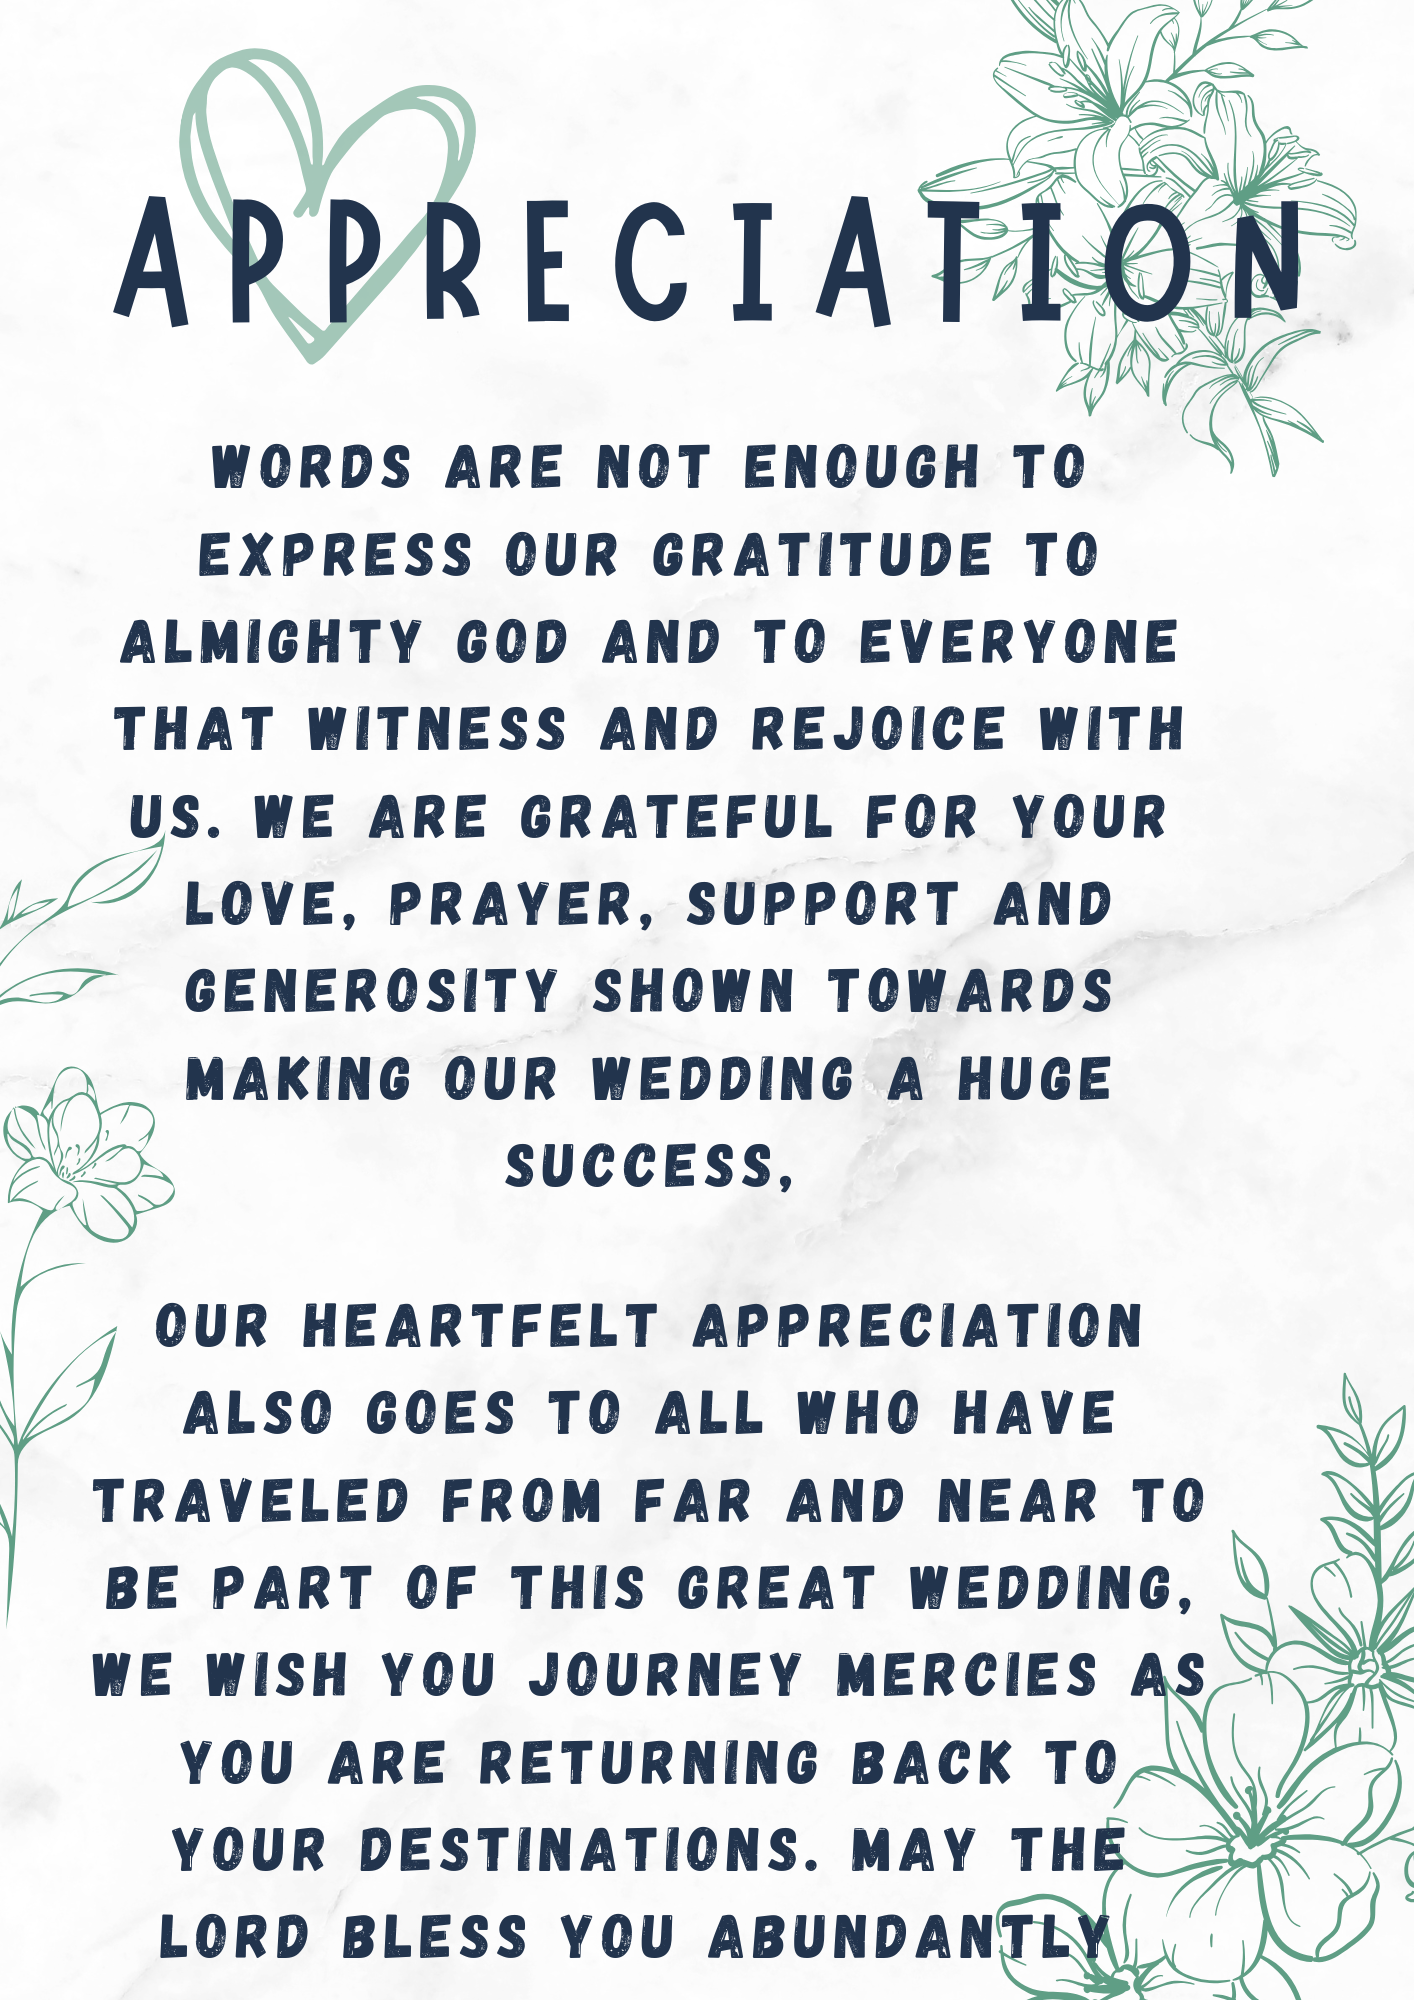 APPRECIATION
WORDS ARE NOT ENOUGH TO
EXPRESS OUR GRATITUDE TO
ALMIGHTY GOD AND TO EVERYONE
THAT WITNESS AND REJOICE WITH
US. WE ARE GRATEFUL FOR YOUR
LOVE, PRAYER, SUPPORT AND
GENEROSITY SHOWN TOWARDS
MAKING OUR WEDDING A HUGE
SUCCESS,
OUR HEARTFELT APPRECIATION
ALSO GOES TO ALL WHO HAVE
TRAVELED FROM FAR AND NEAR TO
BE PART OF THIS GREAT WEDDING,
WE WISH YOU JOURNEY MERCIES AS
YOU ARE RETURNING BACK TO
YOUR DESTINATIONS. MAY THE
LORD BLESS YOU ABUNDANTLY